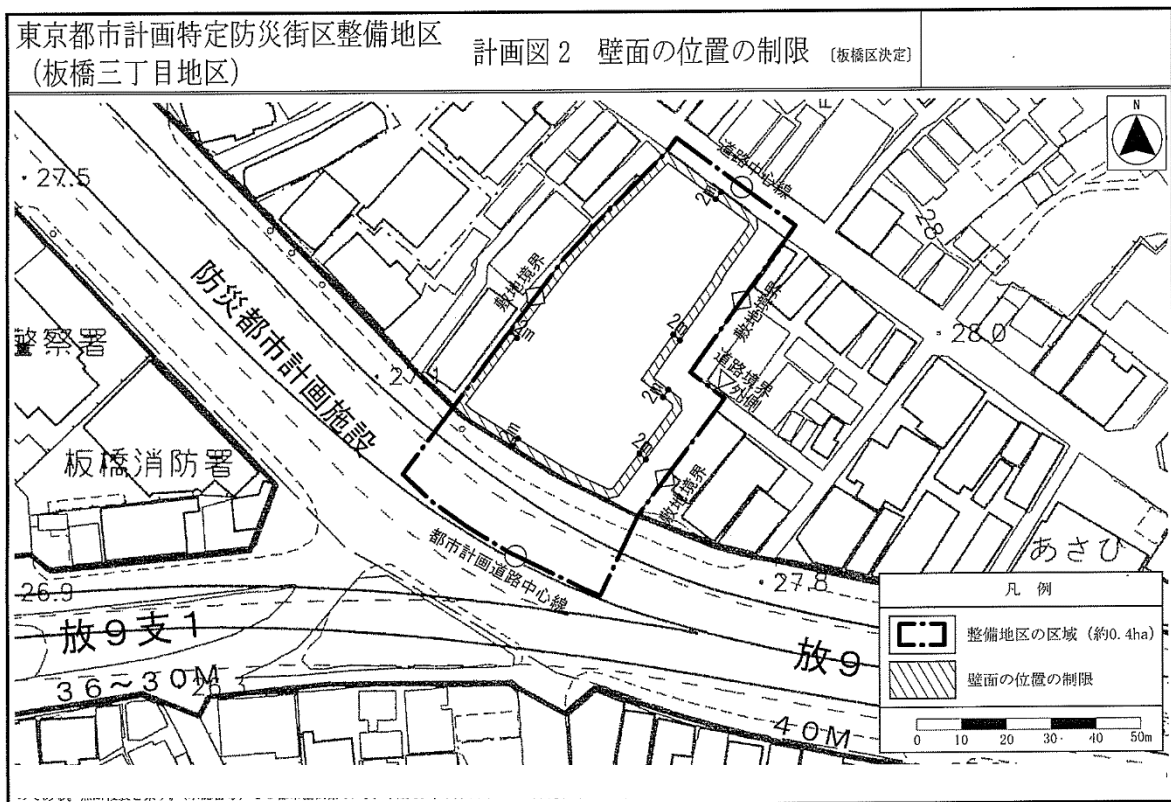 東京都市計画特定防災街区整備地区
(板橋三丁目地区)
計画図2 壁面の位置の制限 [板橋区決定]
N
・27.5
道路中心線
2m
28
敷地境界
防災都市計画施設
2m
敷地境界
・28.0
警察署
2m
道路境界
外側
2m
2m
2m
板橋消防署
敷地境界
都市計画道路中心線
あさひ
26.9
・27.8
放9支1
放9
36~30M
40M
凡例
整備地区の区域 (約0.4ha)
壁面の位置の制限
0 10 20 30 40 50m